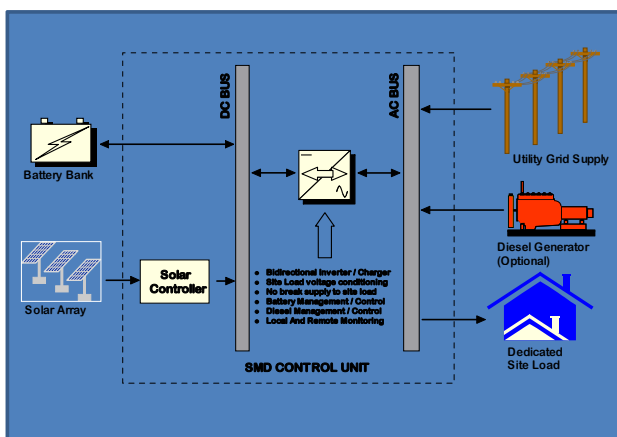 DC BUS
AC BUS
Battery Bank
Utility Grid Supply
Solar
Controller
Solar Array
Diesel Generator
(Optional)
Bidirectional Inverter / Charger
Site Load voltage conditioning
No break supply to site load
Battery Management / Control
Diesel Management / Control
Local And Remote Monitoring
Dedicated
Site Load
SMD CONTROL UNIT